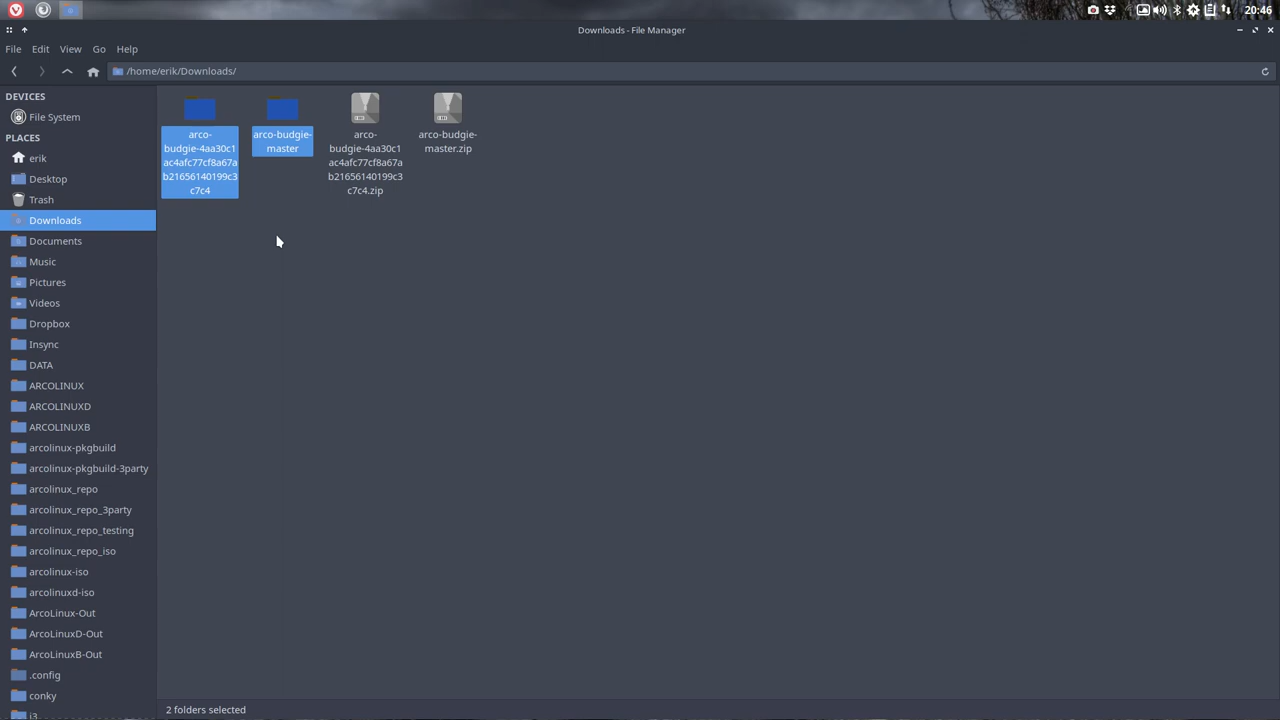 20:46
Downloads - File Manager
File Edit View Go Help
/home/erik/Downloads/
DEVICES
File System
PLACES
erik
Desktop
Trash
Downloads
Documents
Music
Pictures
Videos
Dropbox
Insync
DATA
ARCOLINUX
ARCOLINUXD
ARCOLINUXB
arcolinux-pkgbuild
arcolinux-pkgbuild-3party
arcolinux_repo
arcolinux_repo_3party
arcolinux_repo_testing
arcolinux_repo_iso
arcolinux-iso
arcolinuxd-iso
ArcoLinux-Out
ArcoLinuxD-Out
ArcoLinuxB-Out
.config
conky
i3
arco-
budgie-4aa30c1
ac4afc77cf8a67a
b21656140199c3
c7c4
arco-budgie-
master
arco-
budgie-4aa30c1
ac4afc77cf8a67a
b21656140199c3
c7c4.zip
arco-budgie-
master.zip
2 folders selected